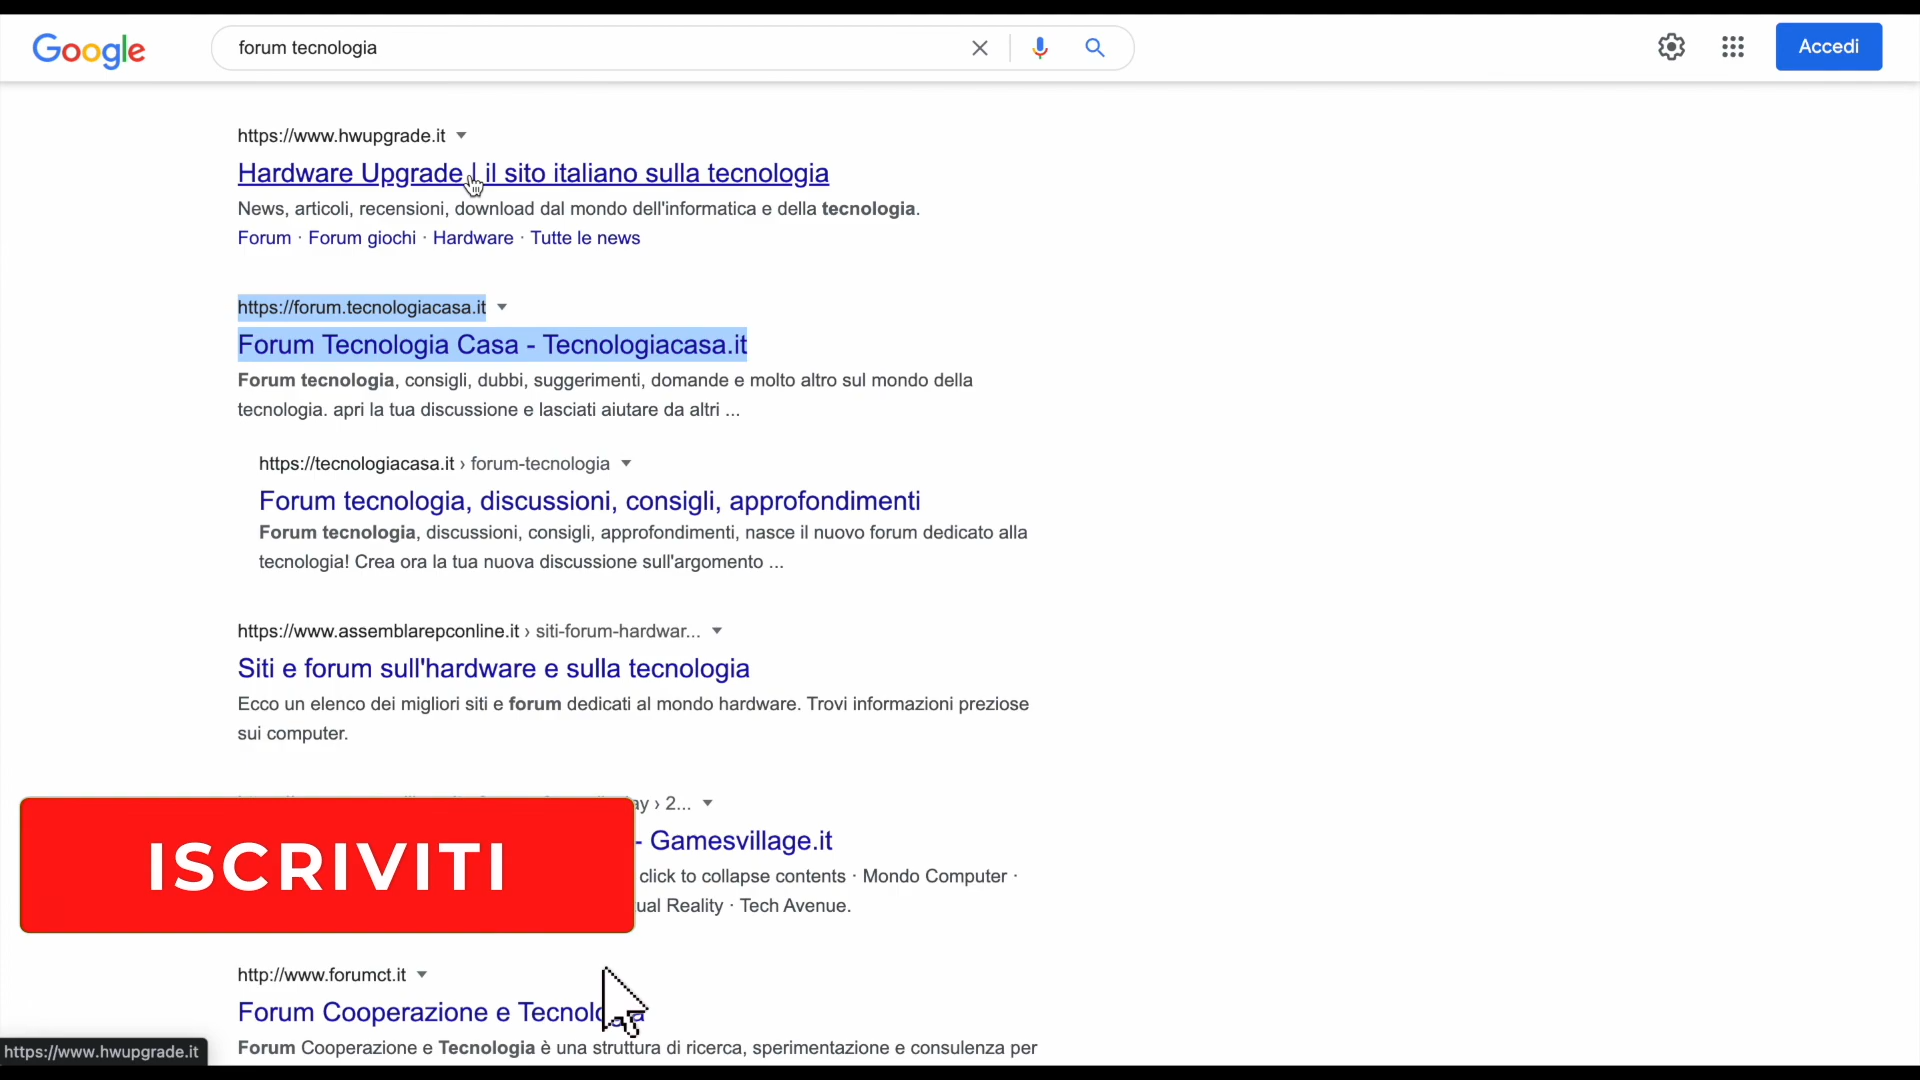 Google
forum tecnologia
Accedi
https://www.hwupgrade.it
Hardware Upgrade | il sito italiano sulla tecnologia
News, articoli, recensioni, download dal mondo dell'informatica e della tecnologia.
Forum · Forum giochi · Hardware · Tutte le news
https://forum.tecnologiacasa.it
Forum Tecnologia Casa - Tecnologiacasa.it
Forum tecnologia, consigli, dubbi, suggerimenti, domande e molto altro sul mondo della
tecnologia. apri la tua discussione e lasciati aiutare da altri ...
https://tecnologiacasa.it › forum-tecnologia
Forum tecnologia, discussioni, consigli, approfondimenti
Forum tecnologia, discussioni, consigli, approfondimenti, nasce il nuovo forum dedicato alla
tecnologia! Crea ora la tua nuova discussione sull'argomento ...
https://www.assemblarepconline.it › siti-forum-hardwar...
Siti e forum sull'hardware e sulla tecnologia
Ecco un elenco dei migliori siti e forum dedicati al mondo hardware. Trovi informazioni preziose
sui computer.
› 2...
- Gamesvillage.it
click to collapse contents · Mondo Computer ·
Reality · Tech Avenue.
ISCRIVITI
http://www.forumct.it
Forum Cooperazione e
Forum Cooperazione e Tecnologia è una struttura di ricerca, sperimentazione e consulenza per
https://www.hwupgrade.it